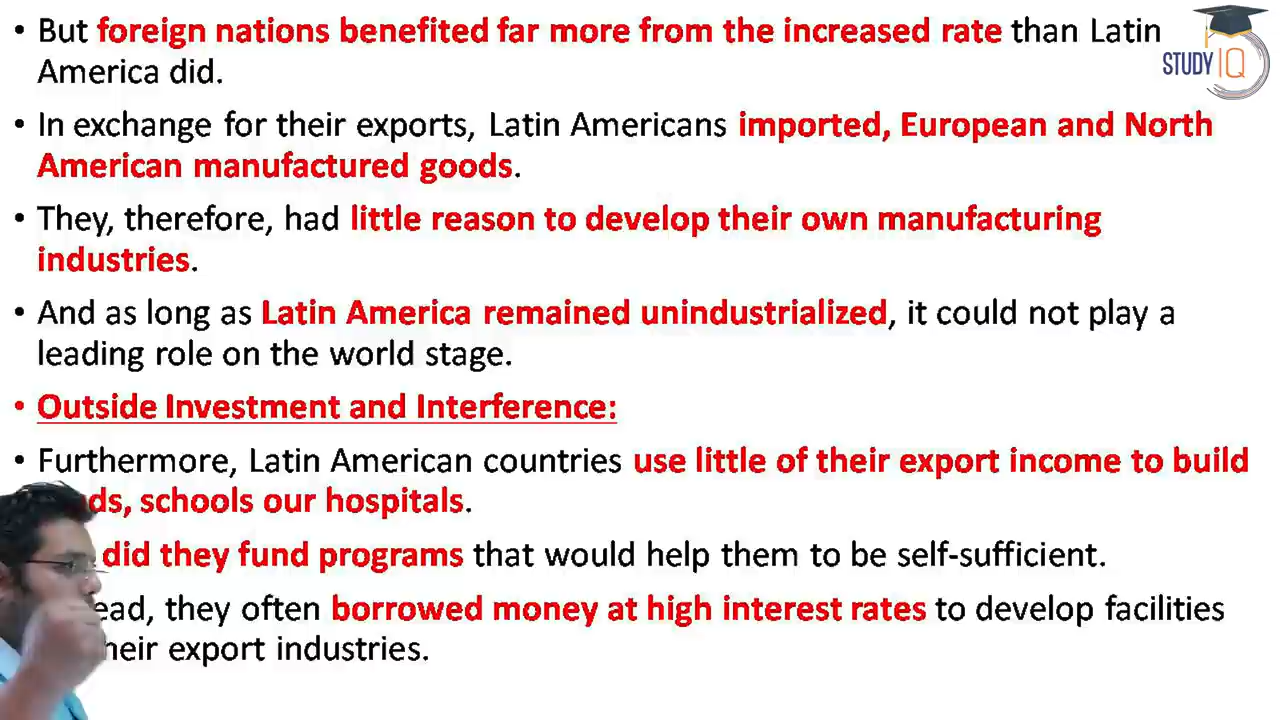 • But foreign nations benefited far more from the increased rate than Latin
America did.
STUDY IQ
• In exchange for their exports, Latin Americans imported, European and North
American manufactured goods.
• They, therefore, had little reason to develop their own manufacturing
industries.
• And as long as Latin America remained unindustrialized, it could not play a
leading role on the world stage.
• Outside Investment and Interference:
• Furthermore, Latin American countries use little of their export income to build
schools our hospitals.
did they fund programs that would help them to be self-sufficient.
they often borrowed money at high interest rates to develop facilities
export industries.